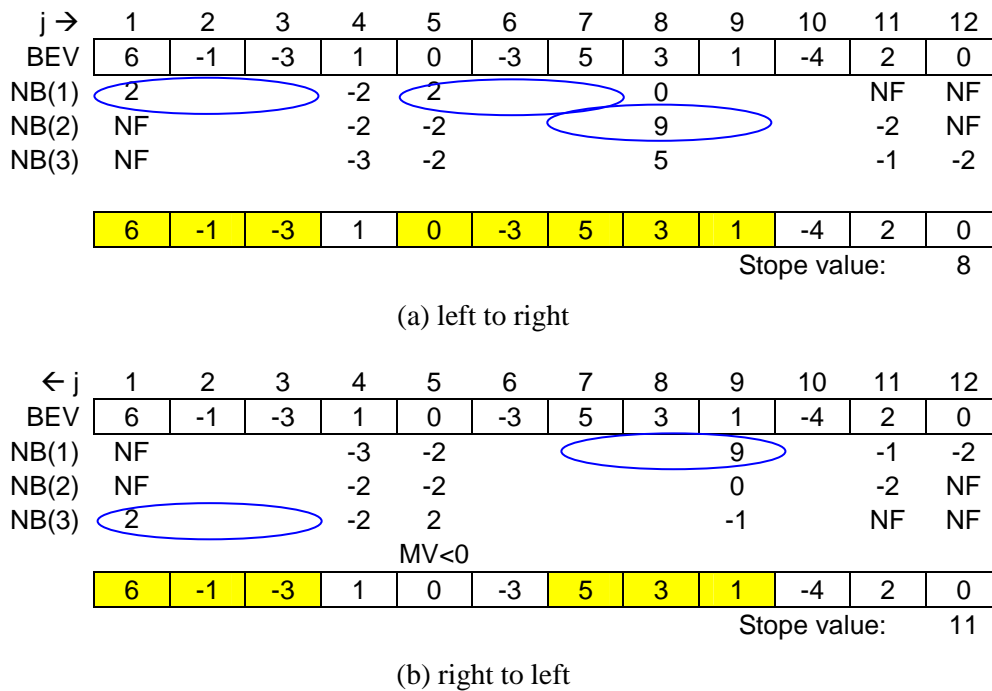 j → 1 2 3 4 5 6 7 8 9 10 11 12
BEV 6 -1 -3 1 0 -3 5 3 1 -4 2 0
NB(1) 2 -2 2 0 NF NF
NB(2) NF -2 -2 9 -2 NF
NB(3) NF -3 -2 5 -1 -2
6 -1 -3 1 0 -3 5 3 1 -4 2 0
Stope value: 8
(a) left to right
← j 1 2 3 4 5 6 7 8 9 10 11 12
BEV 6 -1 -3 1 0 -3 5 3 1 -4 2 0
NB(1) NF -3 -2 9 -1 -2
NB(2) NF -2 -2 0 -2 NF
NB(3) 2 -2 2 -1 NF NF
MV<0
6 -1 -3 1 0 -3 5 3 1 -4 2 0
Stope value: 11
(b) right to left